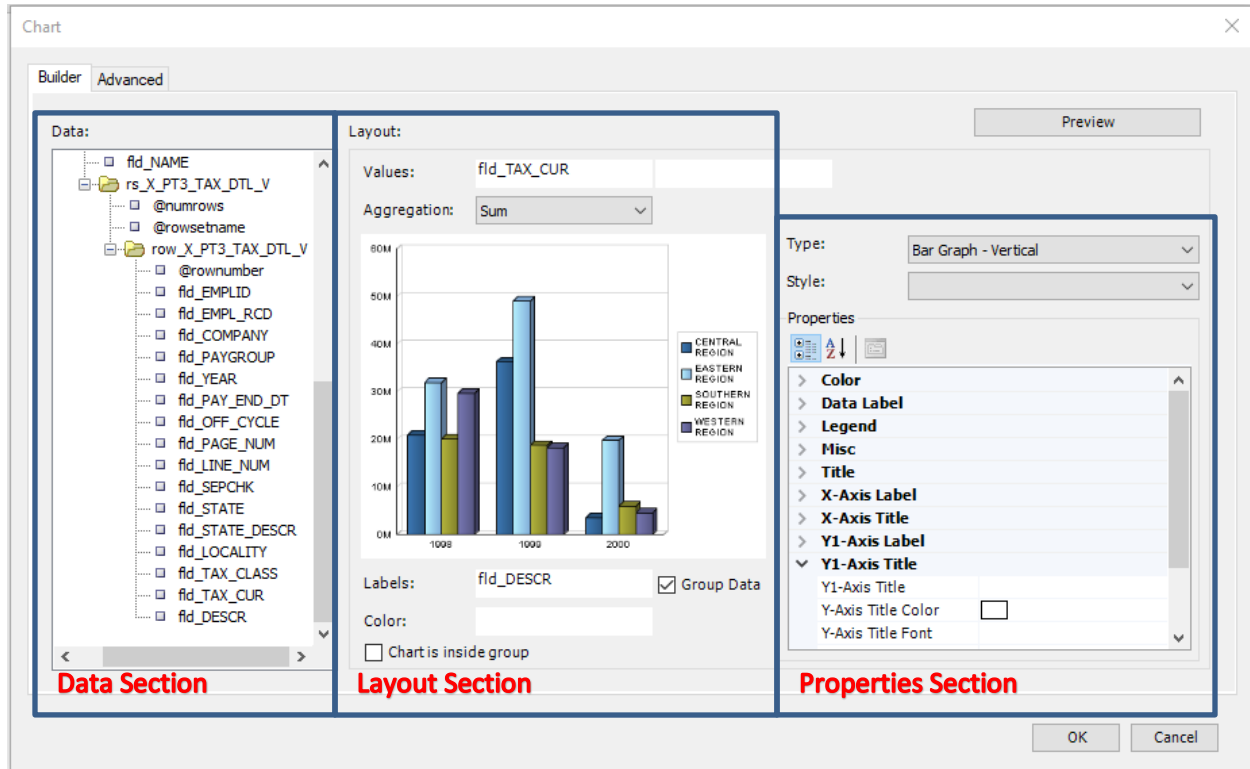 Chart
Builder
Advanced
Preview
Data:
fld_NAME
rs_X_PT3_TAX_DTL_V
@numrows
@rowsetname
row_X_PT3_TAX_DTL_V
@rownumber
fld_EMPLID
fld_EMPL_RCD
fld_COMPANY
fld_PAYGROUP
fld_YEAR
fld_PAY_END_DT
fld_OFF_CYCLE
fld_PAGE_NUM
fld_LINE_NUM
fld_SEPCHK
fld_STATE
fld_STATE_DESCR
fld_LOCALITY
fld_TAX_CLASS
fld_TAX_CUR
fld_DESCR
Data Section
Layout:
Values: fld_TAX_CUR
Aggregation: Sum
60M
50M
40M
30M
20M
10M
0M
1998 1999 2000
CENTRAL
REGION
EASTERN
REGION
SOUTHERN
REGION
WESTERN
REGION
Labels: fld_DESCR Group Data
Color:
Chart is inside group
Layout Section
Type: Bar Graph - Vertical
Style:
Properties
A
Z
Color
Data Label
Legend
Misc
Title
X-Axis Label
X-Axis Title
Y1-Axis Label
Y1-Axis Title
Y1-Axis Title
Y-Axis Title Color
Y-Axis Title Font
Properties Section
OK Cancel